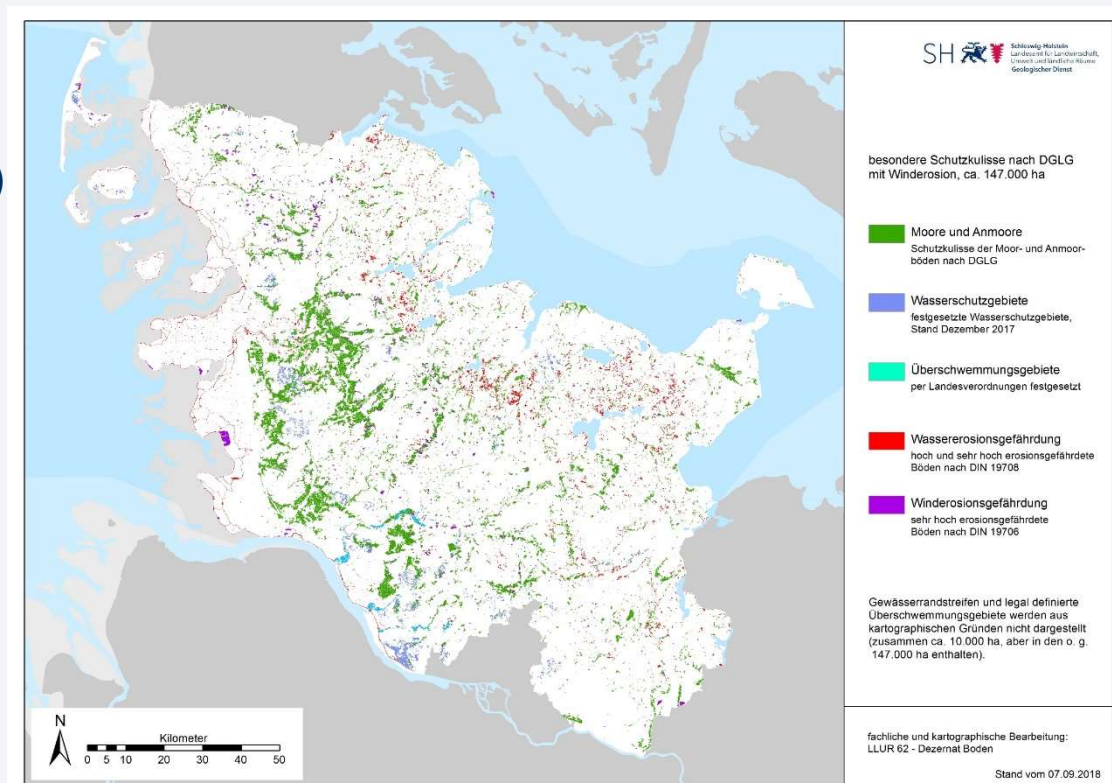 SH
Schleswig-Holstein
Landesamt für Landwirtschaft,
Umwelt und ländliche Räume
Geologischer Dienst
besondere Schutzkulisse nach DGLG
mit Winderosion, ca. 147.000 ha
Moore und Anmoore
Schutzkulisse der Moor- und Anmoor-
böden nach DGLG
Wasserschutzgebiete
festgesetzte Wasserschutzgebiete,
Stand Dezember 2017
Überschwemmungsgebiete
per Landesverordnungen festgesetzt
Wassererosionsgefährdung
hoch und sehr hoch erosionsgefährdete
Böden nach DIN 19708
Winderosionsgefährdung
sehr hoch erosionsgefährdete
Böden nach DIN 19706
Gewässerrandstreifen und legal definierte
Überschwemmungsgebiete werden aus
kartographischen Gründen nicht dargestellt
(zusammen ca. 10.000 ha, aber in den o. g.
147.000 ha enthalten).
N
Kilometer
0 5 10 20 30 40 50
fachliche und kartographische Bearbeitung:
LLUR 62 - Dezernat Boden
Stand vom 07.09.2018